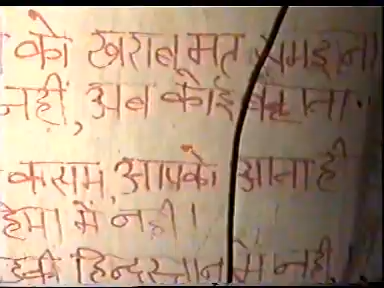 को खराब मत समझना
नहीं, अब कोई
कसम, आपको आना है
हेमा में नहीं।
हिन्दुस्तान में नहीं।